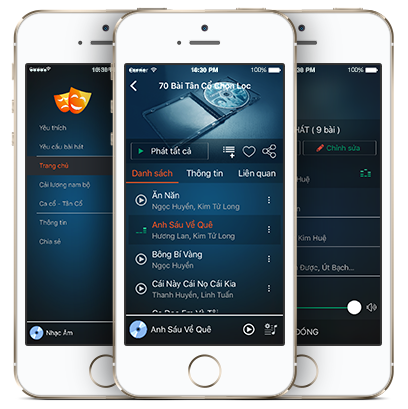 10:30
Yêu thích
Yêu cầu bài hát
Trang chủ
Cải lương nam bộ
Ca cổ - Tân Cổ
Thông tin
Chia sẻ
Nhạc Âm
Carrier
10:30 PM
100%
70 Bài Tân Cổ Chọn Lọc
Phát tất cả
Danh sách
Thông tin
Liên quan
Ăn Năn
Ngọc Huyền, Kim Tử Long
Anh Sáu Về Quê
Hương Lan, Kim Tử Long
Bông Bí Vàng
Ngọc Huyền
Cái Này Cái Nọ Cái Kia
Thanh Huyền, Linh Tuấn
Anh Sáu Về Quê
PM
100%
HÁT ( 9 bài )
Chỉnh sửa
Kim Huệ
Được, Út Bạch...
ĐÓNG